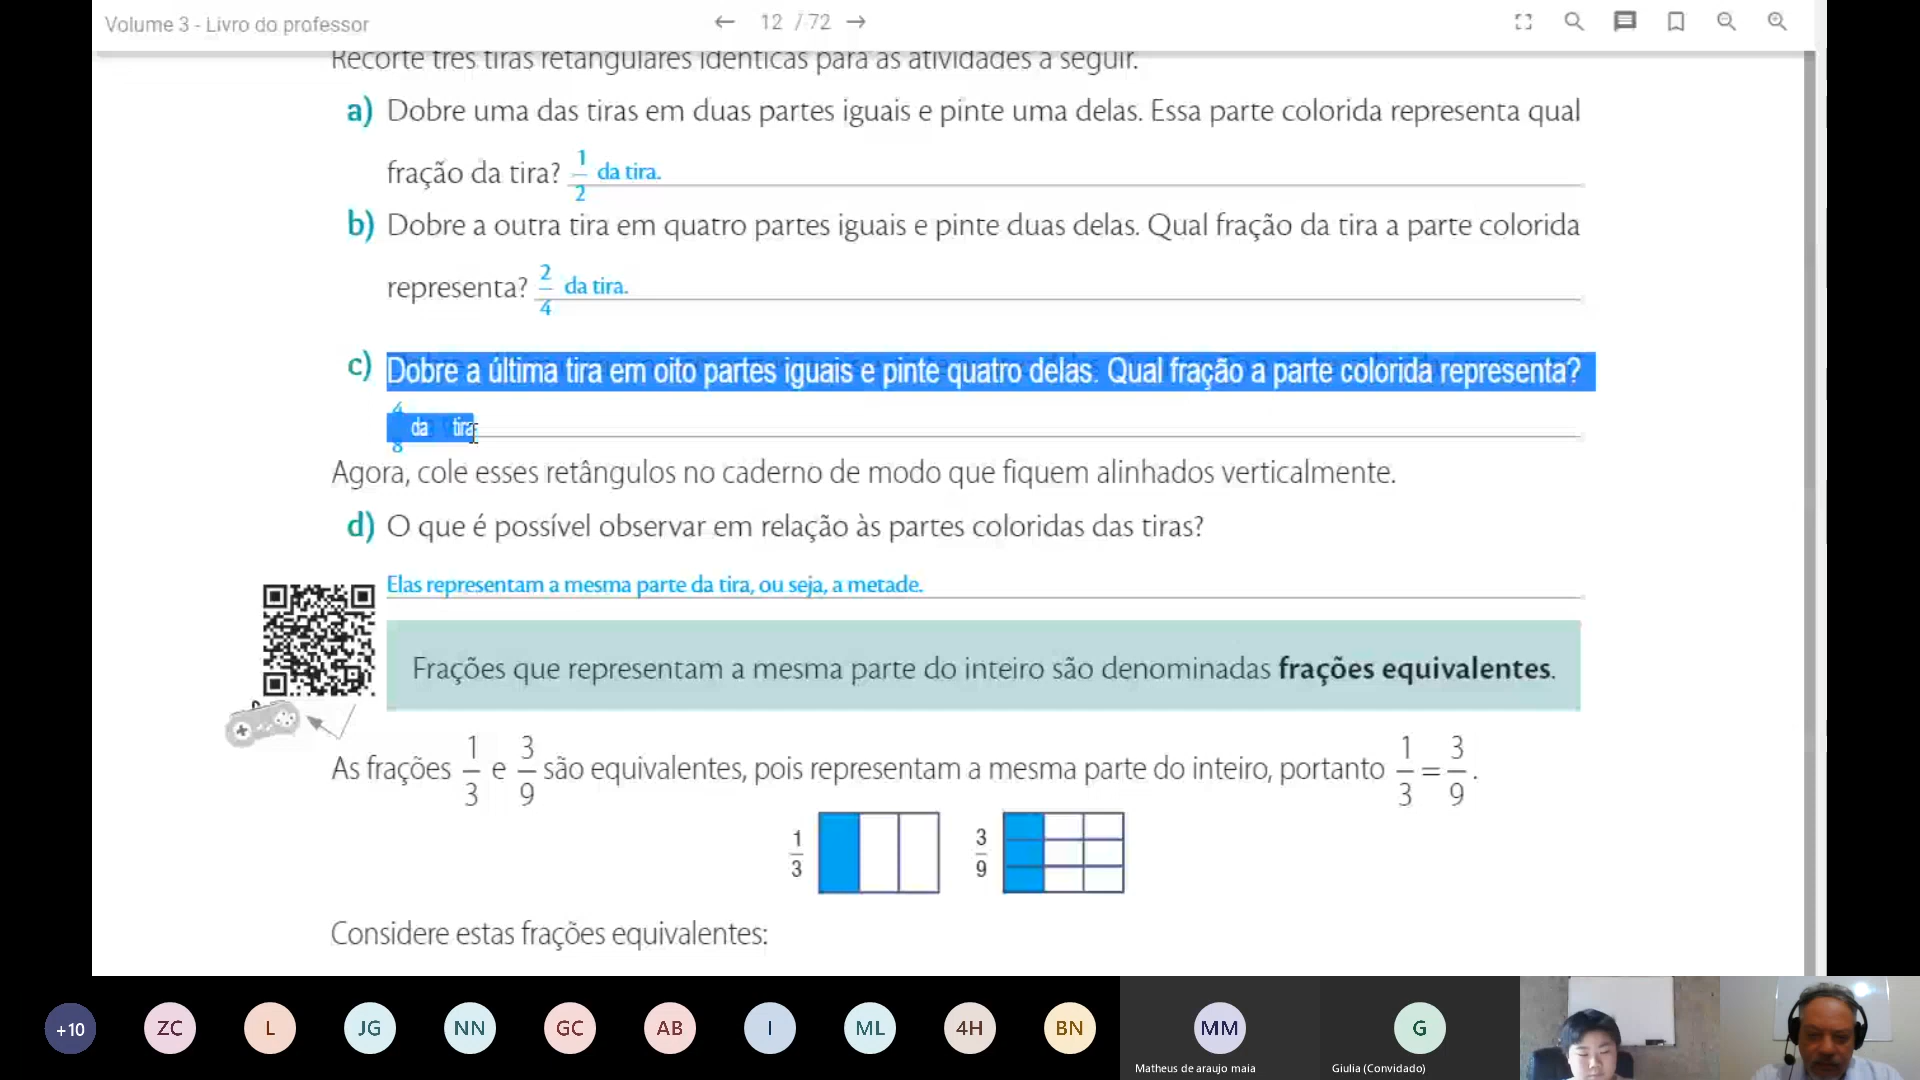 Volume 3 - Livro do professor
12 / 72
Recorte três tiras retangulares idênticas para as atividades a seguir.
a) Dobre uma das tiras em duas partes iguais e pinte uma delas. Essa parte colorida representa qual
fração da tira? 1/2 da tira.
b) Dobre a outra tira em quatro partes iguais e pinte duas delas. Qual fração da tira a parte colorida
representa? 2/4 da tira.
c) Dobre a última tira em oito partes iguais e pinte quatro delas. Qual fração a parte colorida representa?
4/8 da tira
Agora, cole esses retângulos no caderno de modo que fiquem alinhados verticalmente.
d) O que é possível observar em relação às partes coloridas das tiras?
Elas representam a mesma parte da tira, ou seja, a metade.
Frações que representam a mesma parte do inteiro são denominadas frações equivalentes.
As frações 1/3 e 3/9 são equivalentes, pois representam a mesma parte do inteiro, portanto 1/3 = 3/9.
1/3 3/9
Considere estas frações equivalentes:
+10 ZC L JG NN GC AB I ML 4H BN MM G
Matheus de araujo maia Giulia (Convidado)